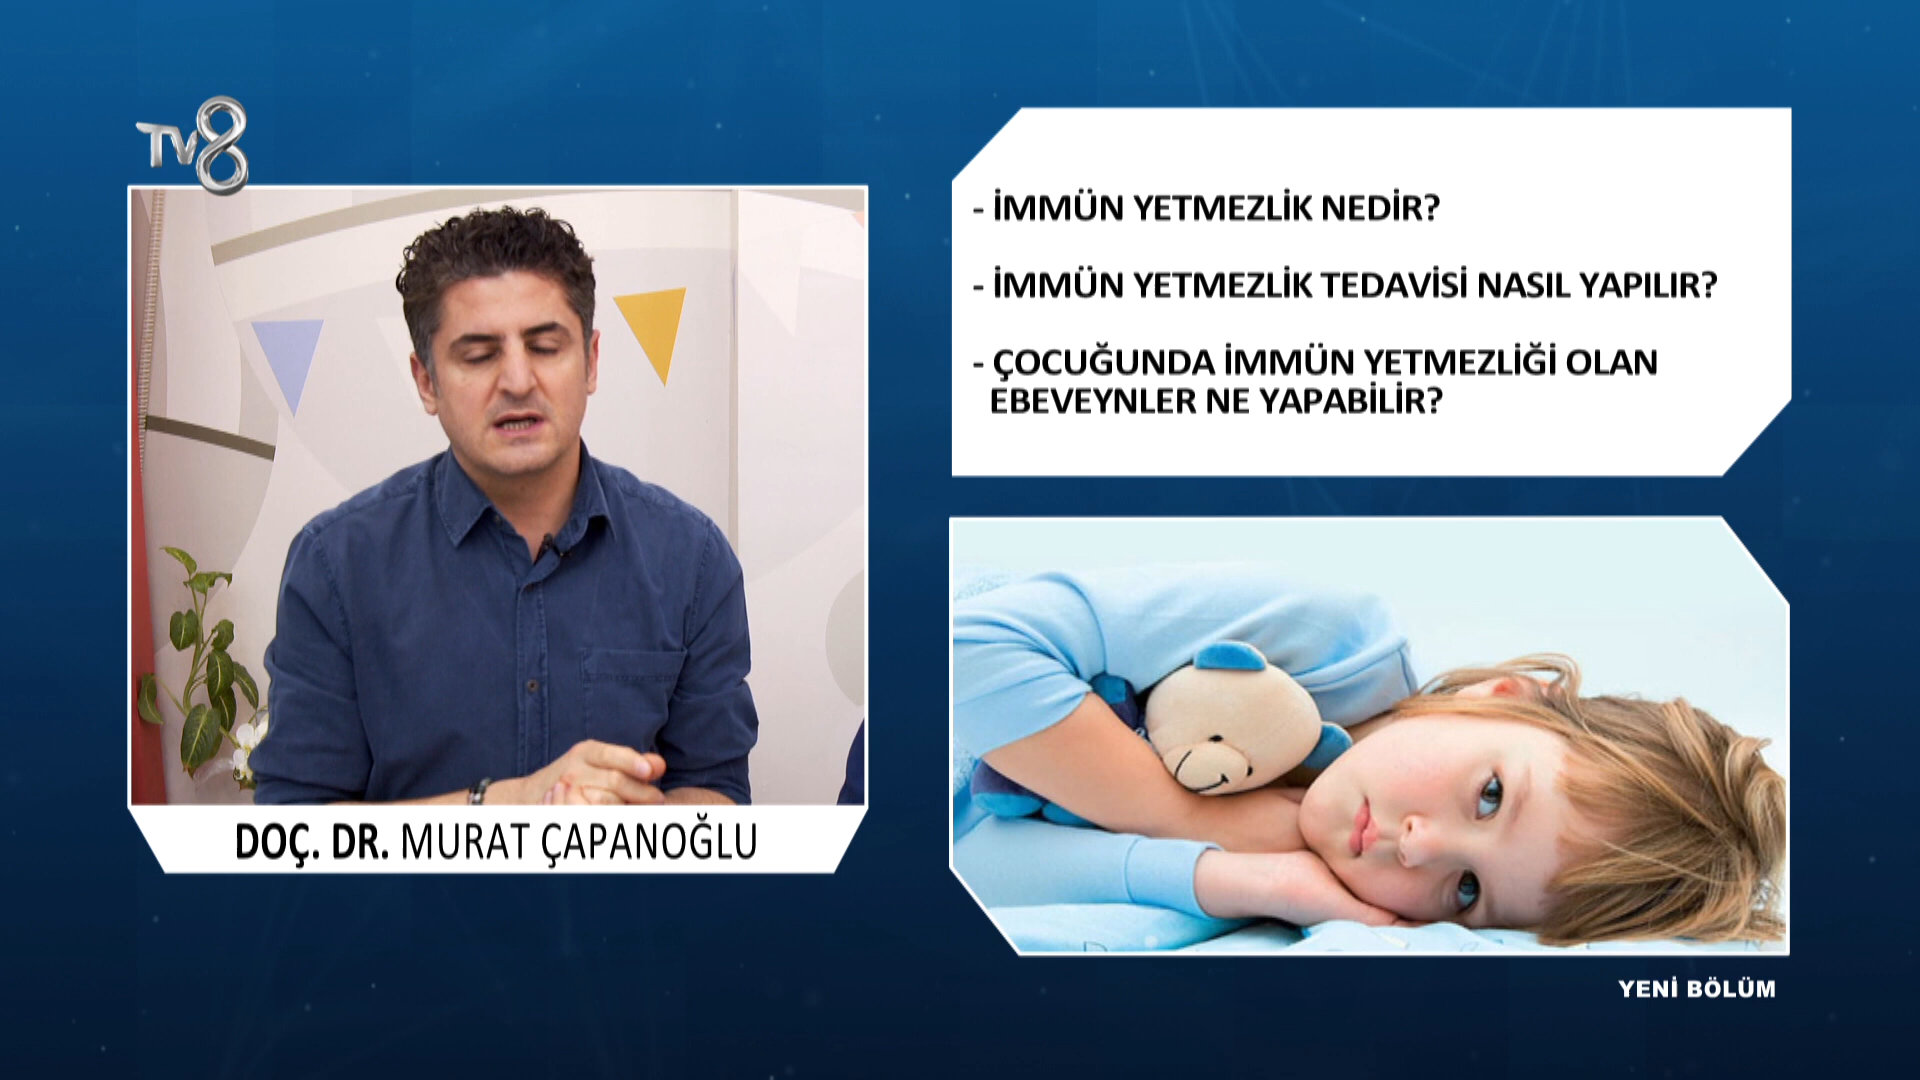 TV8
- İMMÜN YETMEZLİK NEDİR?
- İMMÜN YETMEZLİK TEDAVİSİ NASIL YAPILIR?
- ÇOCUĞUNDA İMMÜN YETMEZLİĞİ OLAN
EBEVEYNLER NE YAPABİLİR?
DOÇ. DR. MURAT ÇAPANOĞLU
YENİ BÖLÜM